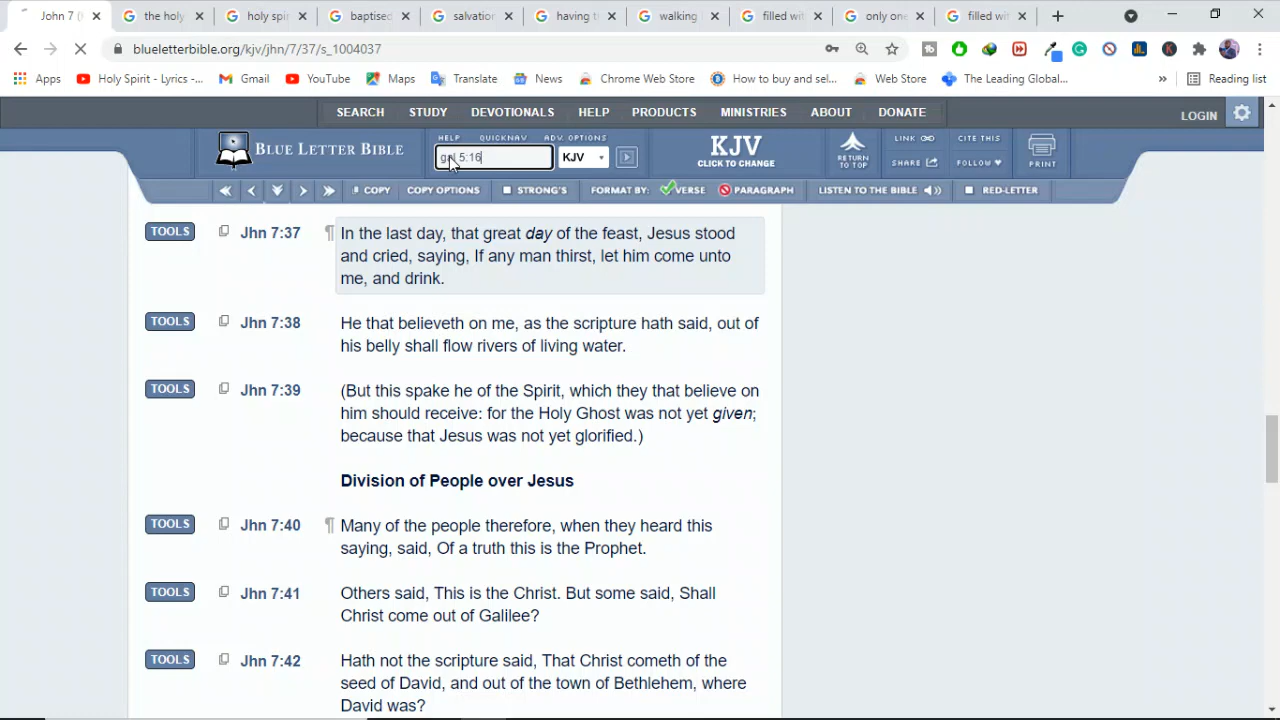 John 7 (
the holy
holy spi
baptised
salvatio
having t
walking
filled wit
only one
filled wit
blueletterbible.org/kjv/jhn/7/37/s_1004037
Apps
Holy Spirit - Lyrics -...
Gmail
YouTube
Maps
Translate
News
Chrome Web Store
How to buy and sel...
Web Store
The Leading Global...
»
Reading list
SEARCH STUDY DEVOTIONALS HELP PRODUCTS MINISTRIES ABOUT DONATE
LOGIN
BLUE LETTER BIBLE
HELP QUICKNAV ADV. OPTIONS
gal 5:16
KJV
KJV
CLICK TO CHANGE
RETURN
TO TOP
LINK
CITE THIS
SHARE
FOLLOW
PRINT
COPY COPY OPTIONS STRONG'S FORMAT BY: VERSE PARAGRAPH LISTEN TO THE BIBLE RED-LETTER
TOOLS Jhn 7:37 ¶ In the last day, that great day of the feast, Jesus stood
and cried, saying, If any man thirst, let him come unto
me, and drink.
TOOLS Jhn 7:38 He that believeth on me, as the scripture hath said, out of
his belly shall flow rivers of living water.
TOOLS Jhn 7:39 (But this spake he of the Spirit, which they that believe on
him should receive: for the Holy Ghost was not yet given;
because that Jesus was not yet glorified.)
Division of People over Jesus
TOOLS Jhn 7:40 ¶ Many of the people therefore, when they heard this
saying, said, Of a truth this is the Prophet.
TOOLS Jhn 7:41 Others said, This is the Christ. But some said, Shall
Christ come out of Galilee?
TOOLS Jhn 7:42 Hath not the scripture said, That Christ cometh of the
seed of David, and out of the town of Bethlehem, where
David was?